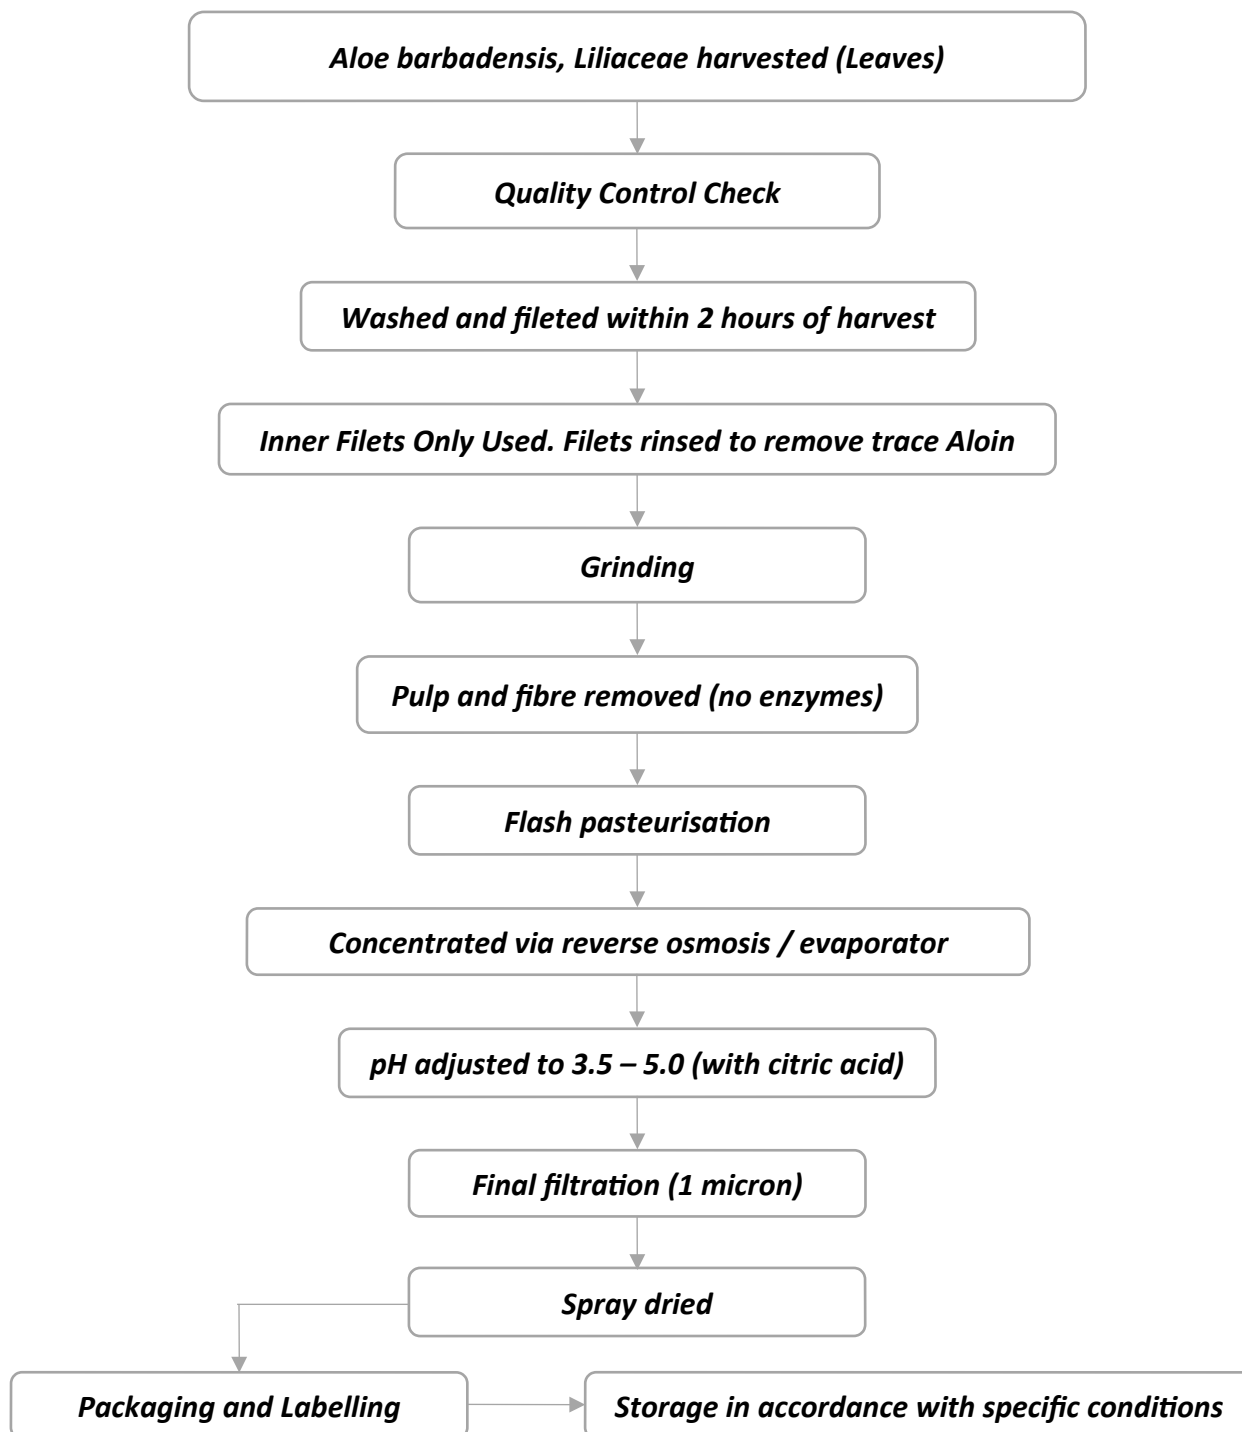 Aloe barbadensis, Liliaceae harvested (Leaves)
Quality Control Check
Washed and fileted within 2 hours of harvest
Inner Filets Only Used. Filets rinsed to remove trace Aloin
Grinding
Pulp and fibre removed (no enzymes)
Flash pasteurisation
Concentrated via reverse osmosis / evaporator
pH adjusted to 3.5 – 5.0 (with citric acid)
Final filtration (1 micron)
Spray dried
Packaging and Labelling
Storage in accordance with specific conditions